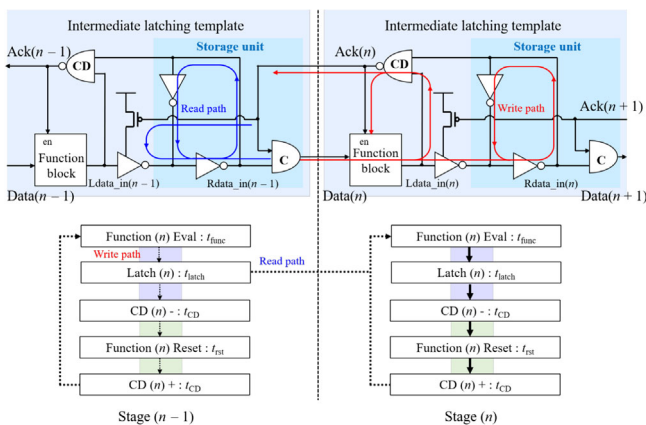 Intermediate latching template
Intermediate latching template
Storage unit
Storage unit
Ack(n − 1)
CD
Ack(n)
CD
Read path
Write path
Ack(n + 1)
en
Function
block
C
en
Function
block
C
Ldata_in(n−1)
Rdata_in(n−1)
Ldata_in(n)
Rdata_in(n)
Data(n−1)
Data(n)
Data(n+1)
Function (n) Eval : tfunc
Write path
Latch (n) : tlatch
Read path
CD (n) - : tCD
Function (n) Reset : trst
CD (n) + : tCD
Stage (n − 1)
Function (n) Eval : tfunc
Latch (n) : tlatch
CD (n) - : tCD
Function (n) Reset : trst
CD (n) + : tCD
Stage (n)